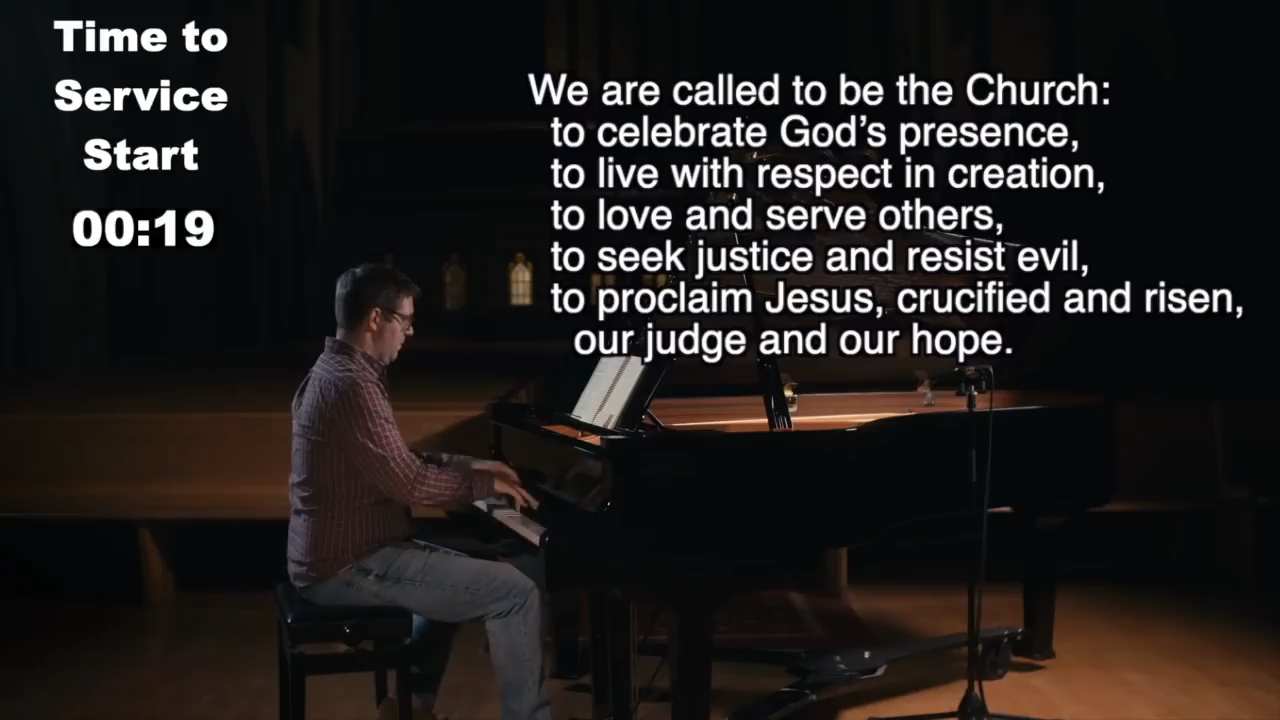 Time to
Service
Start
00:19
We are called to be the Church:
to celebrate God’s presence,
to live with respect in creation,
to love and serve others,
to seek justice and resist evil,
to proclaim Jesus, crucified and risen,
our judge and our hope.